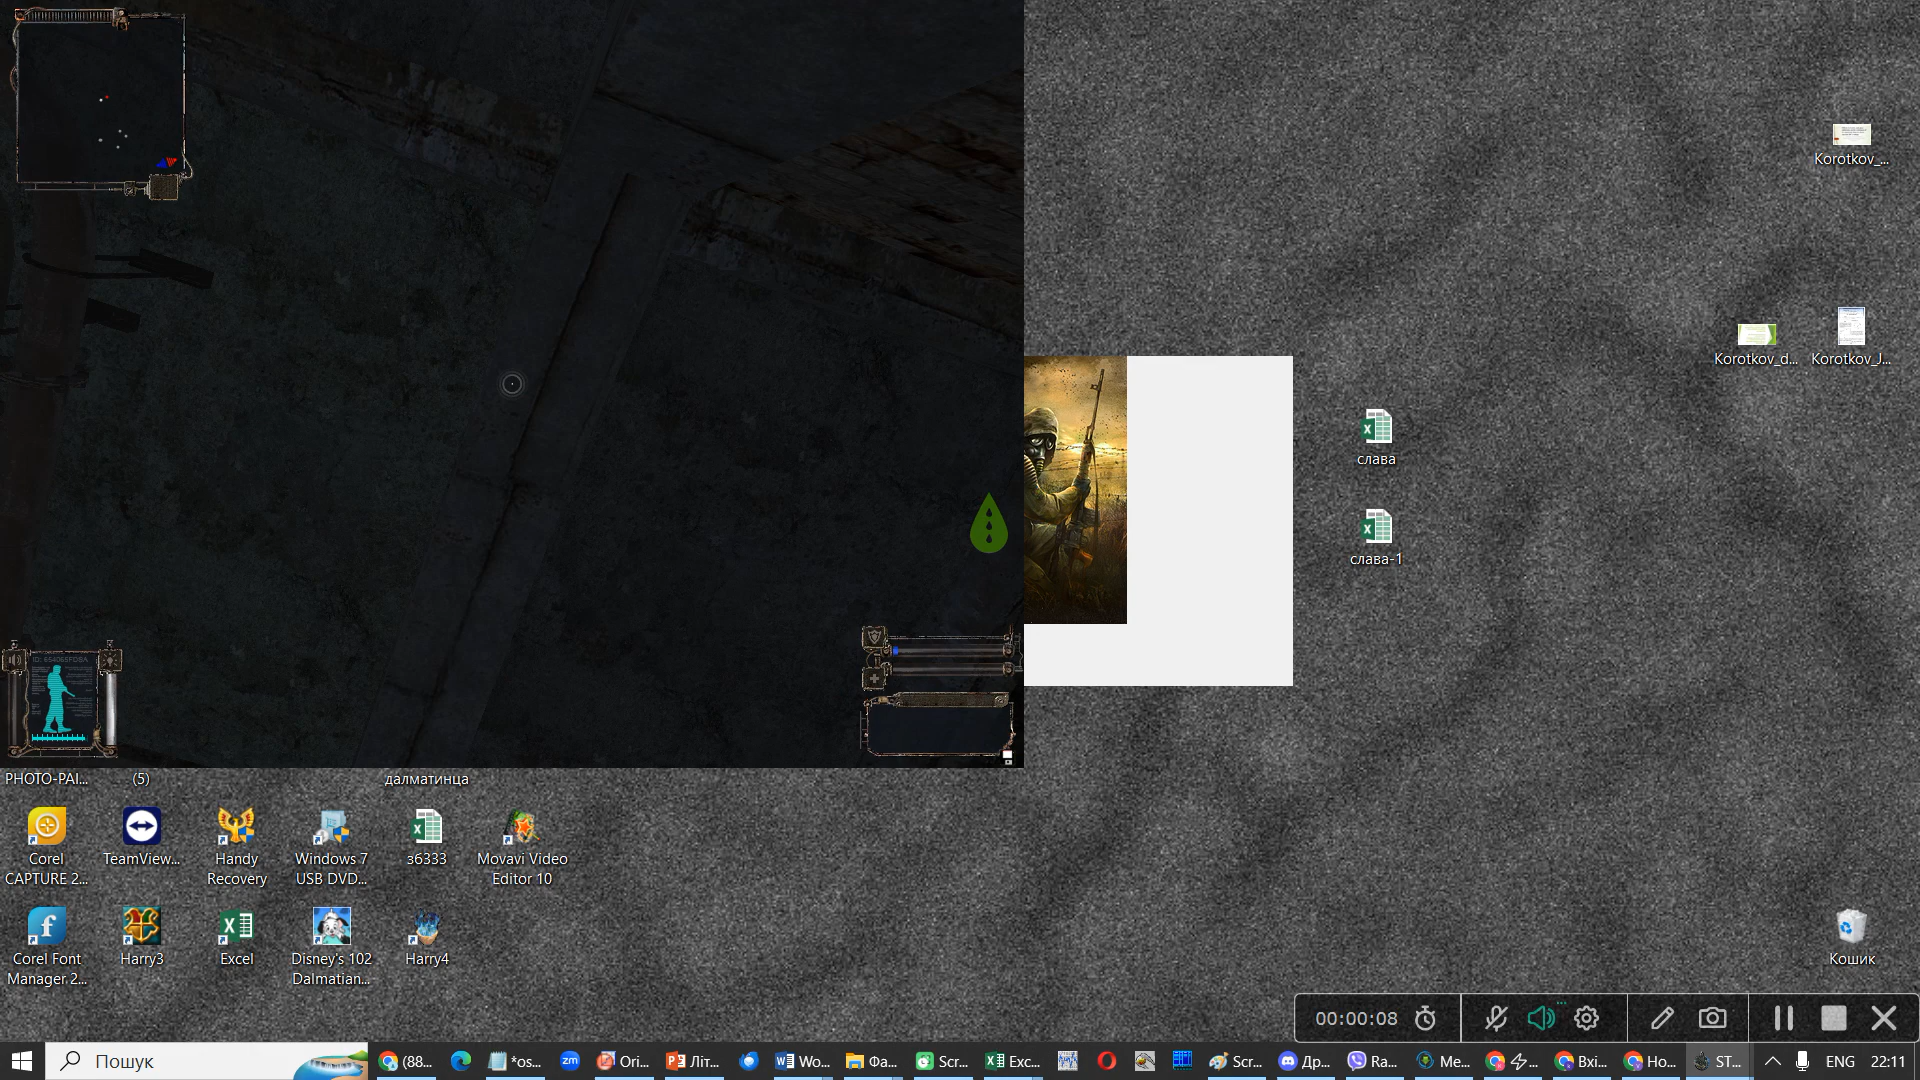 Korotkov_...
Korotkov_d...
Korotkov_J...
слава
слава-1
PHOTO-PAI...
(5)
далматинца
Corel
CAPTURE 2...
TeamView...
Handy
Recovery
Windows 7
USB DVD...
з6333
Movavi Video
Editor 10
Corel Font
Manager 2...
Harry3
Excel
Disney's 102
Dalmatian...
Harry4
Кошик
00:00:08
Пошук
(88...
*os...
zm
Ori...
Літ...
Wo...
Фа...
Scr...
Exc...
Scr...
Др...
Ra...
Me...
Вхі...
Но...
ST...
ENG
22:11